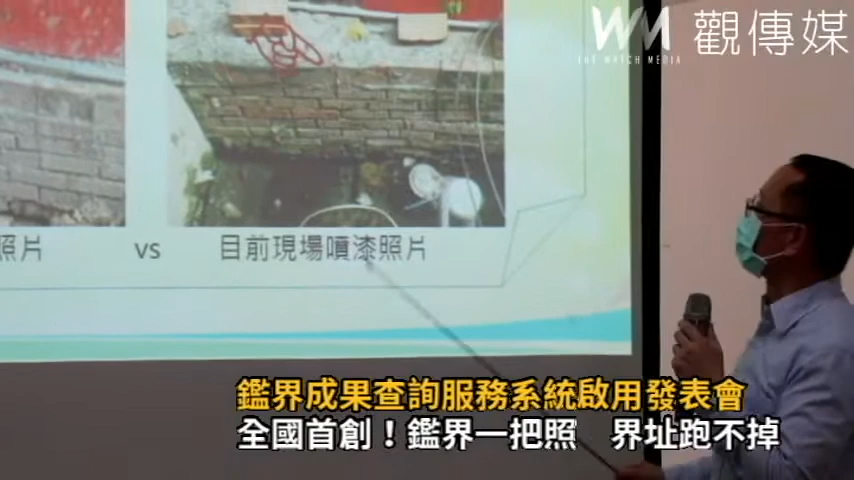 WM 觀傳媒
THE WATCH MEDIA
照片 vs 目前現場噴漆照片
鑑界成果查詢服務系統啟用發表會
全國首創！鑑界一把照 界址跑不掉